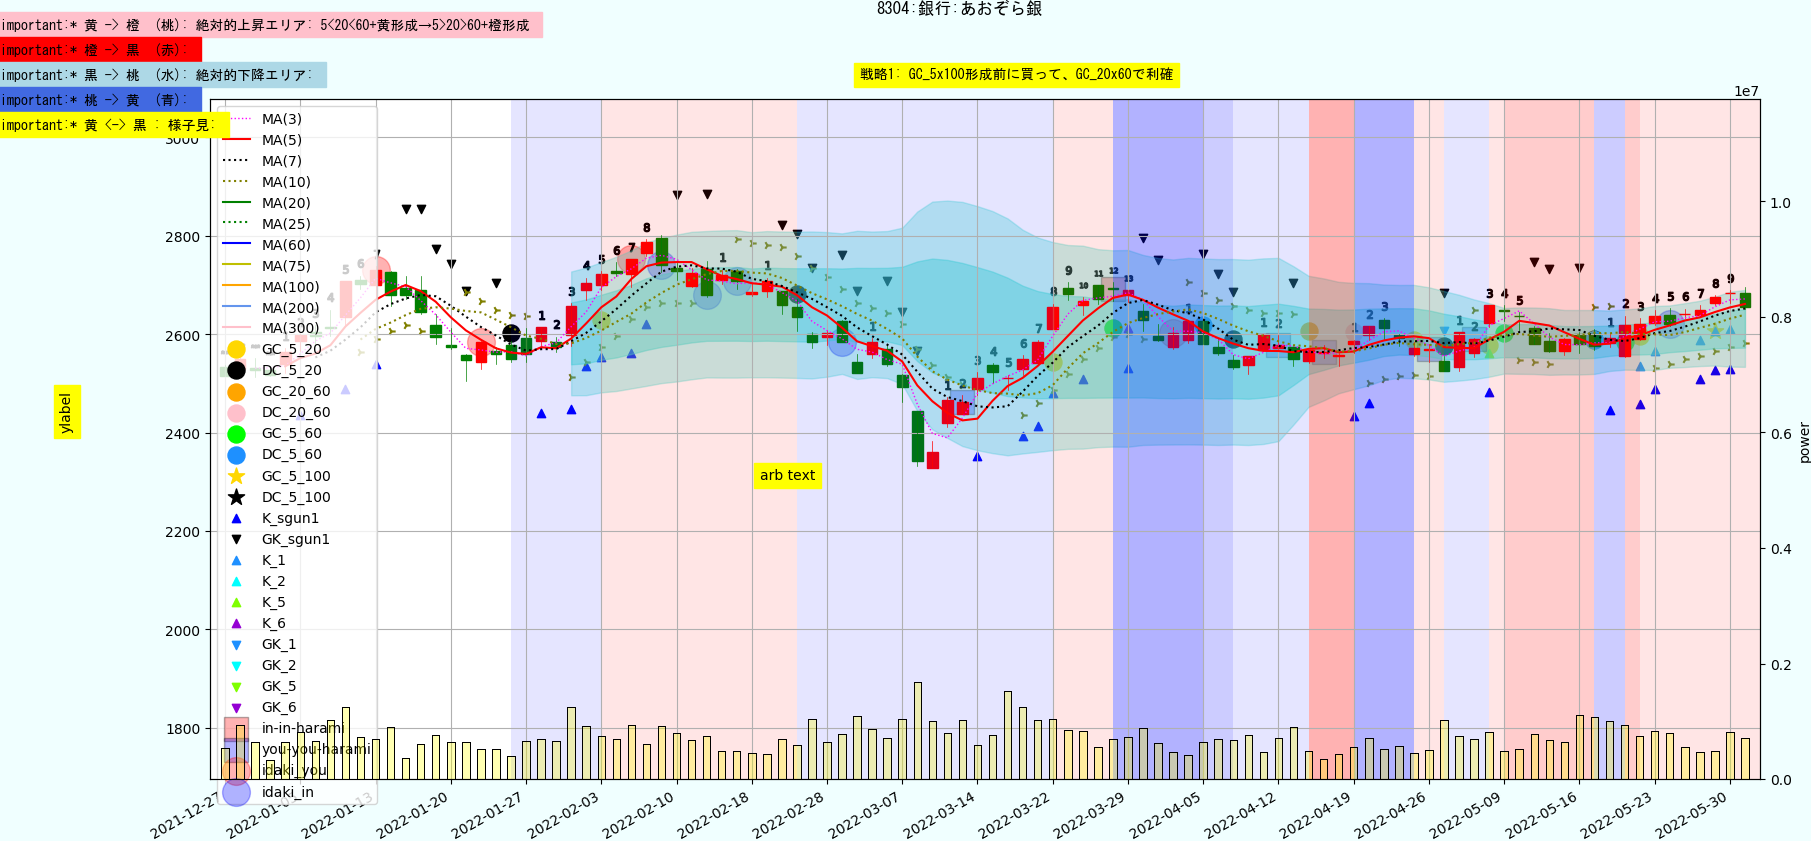 8304:銀行:あおぞら銀
important:* 黄 -> 橙 (桃): 絶対的上昇エリア: 5<20<60+黄形成→5>20>60+橙形成
important:* 橙 -> 黒 (赤):
important:* 黒 -> 桃 (水): 絶対的下降エリア:
戦略1: GC_5x100形成前に買って、GC_20x60で利確
important:* 桃 -> 黄 (青):
important:* 黄 <-> 黒 : 様子見:
1e7
MA(3)
MA(5)
MA(7)
MA(10)
MA(20)
MA(25)
MA(60)
MA(75)
MA(100)
MA(200)
MA(300)
GC_5_20
DC_5_20
GC_20_60
DC_20_60
GC_5_60
DC_5_60
GC_5_100
DC_5_100
K_sgun1
GK_sgun1
K_1
K_2
K_5
K_6
GK_1
GK_2
GK_5
GK_6
in-in-harami
you-you-harami
idaki_you
idaki_in
3000
2800
2600
2400
2200
2000
1800
ylabel
arb text
1.0
0.8
0.6
0.4
0.2
0.0
power
2021-12-27
2022-01-13
2022-01-20
2022-01-27
2022-02-03
2022-02-10
2022-02-18
2022-02-28
2022-03-07
2022-03-14
2022-03-22
2022-03-29
2022-04-05
2022-04-12
2022-04-19
2022-04-26
2022-05-09
2022-05-16
2022-05-23
2022-05-30